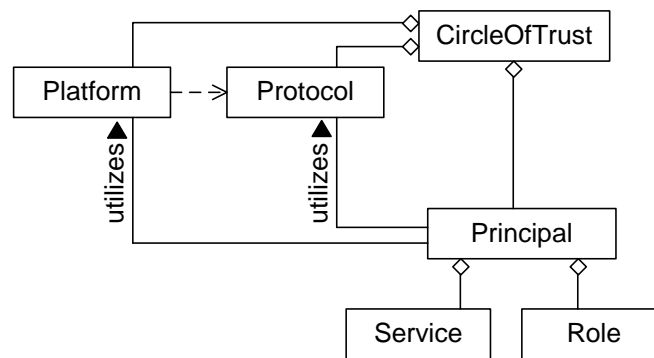 CircleOfTrust
Platform
Protocol
utilizes
utilizes
Principal
Service
Role